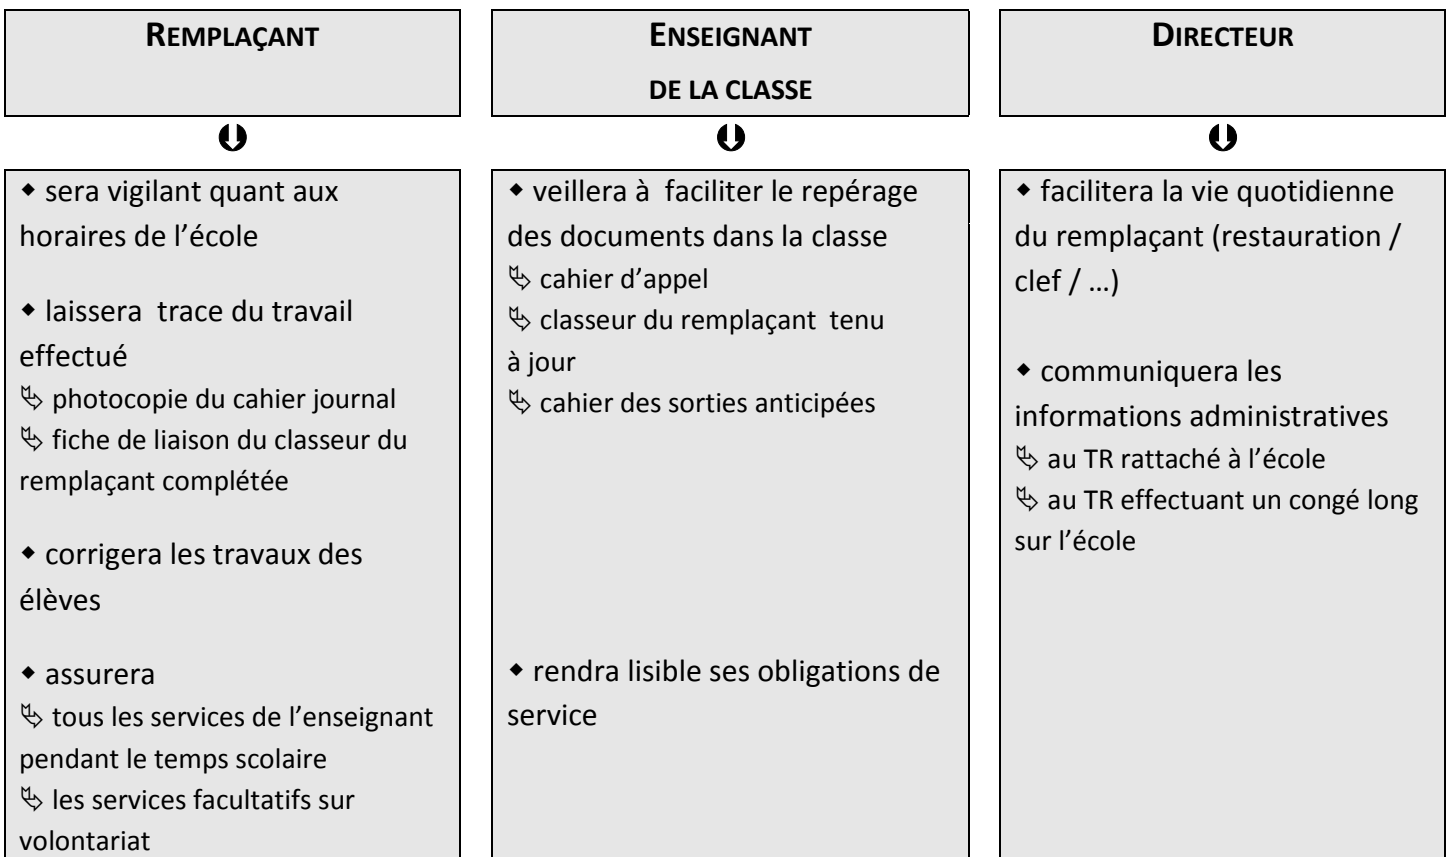 REMPLAÇANT
◆ sera vigilant quant aux
horaires de l’école
◆ laissera trace du travail
effectué
↳ photocopie du cahier journal
↳ fiche de liaison du classeur du
remplaçant complétée
◆ corrigera les travaux des
élèves
◆ assurera
↳ tous les services de l’enseignant
pendant le temps scolaire
↳ les services facultatifs sur
volontariat
ENSEIGNANT
DE LA CLASSE
◆ veillera à faciliter le repérage
des documents dans la classe
↳ cahier d’appel
↳ classeur du remplaçant tenu
à jour
↳ cahier des sorties anticipées
◆ rendra lisible ses obligations de
service
DIRECTEUR
◆ facilitera la vie quotidienne
du remplaçant (restauration /
clef / …)
◆ communiquera les
informations administratives
↳ au TR rattaché à l’école
↳ au TR effectuant un congé long
sur l’école